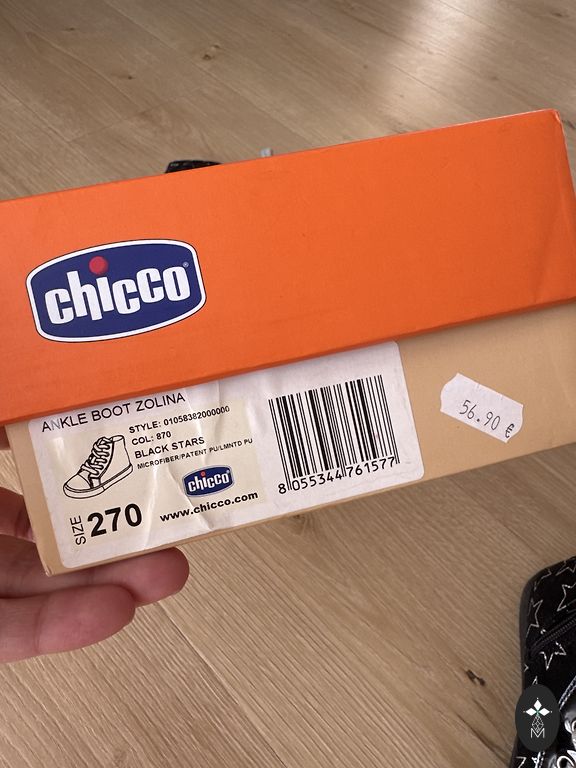 chicco®
ANKLE BOOT ZOLINA
STYLE: 01058382000000
COL: 870
BLACK STARS
MICROFIBER/PATENT PU/LMNTD PU
chicco
SIZE 270
www.chicco.com
8 055344 761577
56.90 €
M